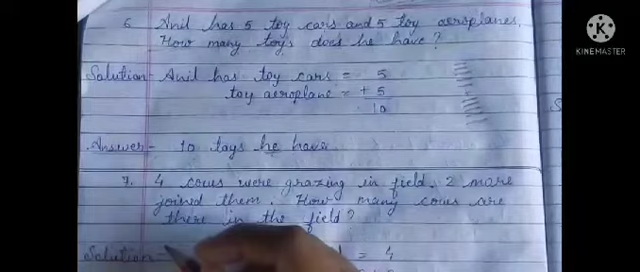 6 Anil has 5 toy cars and 5 toy aeroplanes.
How many toys does he have?
Solution- Anil has toy cars = 5
toy aeroplane = + 5
10
Answer- 10 toys he have
7. 4 cows were grazing in field. 2 more
joined them. How many cows are
there in the field?
Solution = 4
KINEMASTER